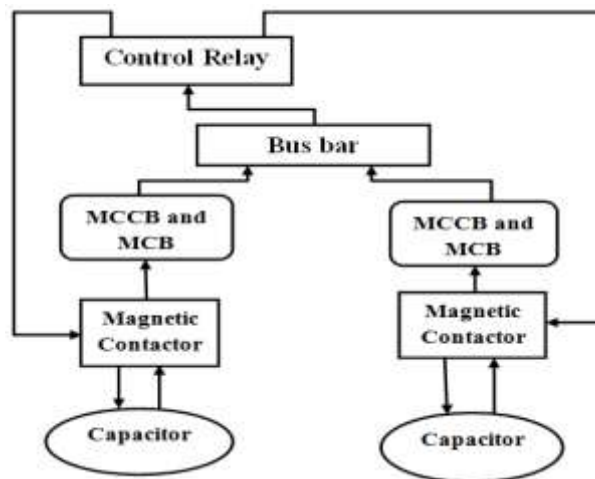 Control Relay
Bus bar
MCCB and
MCB
MCCB and
MCB
Magnetic
Contactor
Magnetic
Contactor
Capacitor
Capacitor